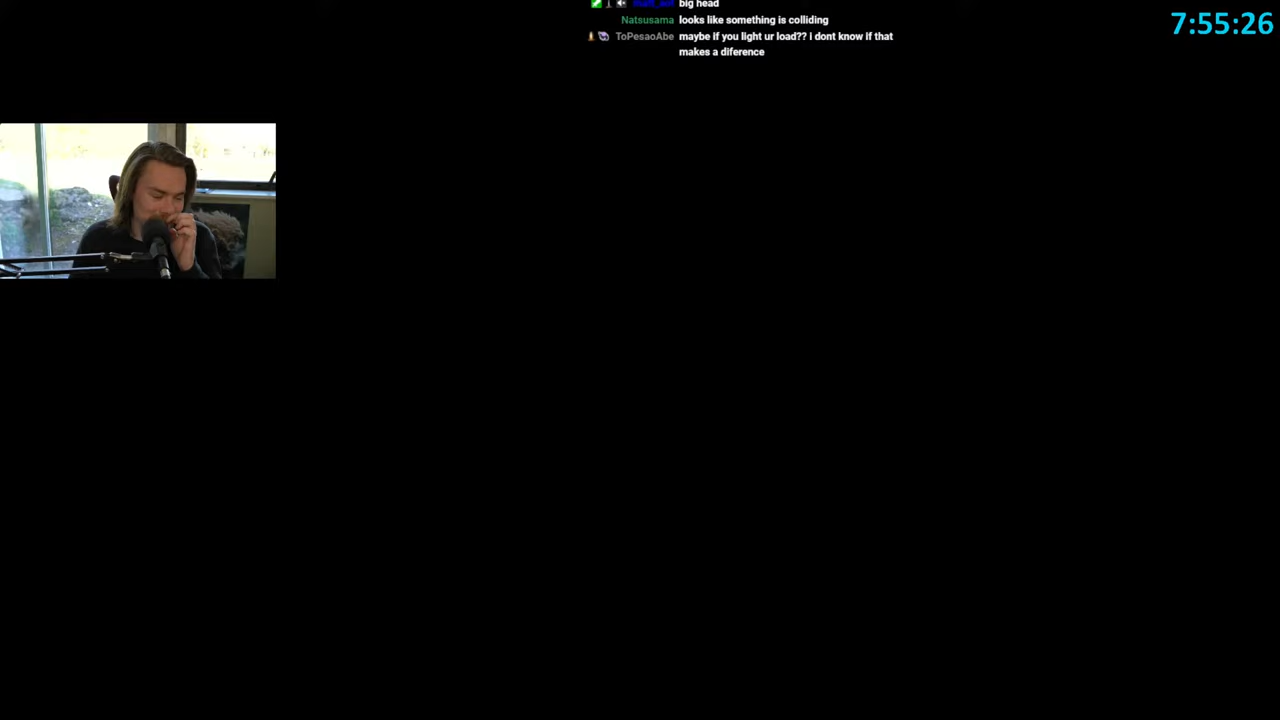 big head
7:55:26
Natsusama looks like something is colliding
ToPesaoAbe maybe if you light ur load?? i dont know if that
makes a diference